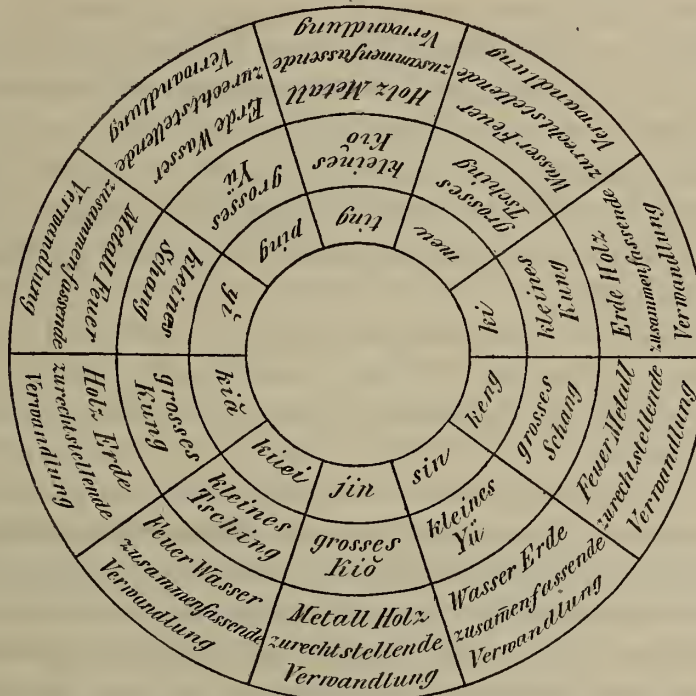 Holz Metall
zusammenfassende
Verwandlung
kleines
Kiŏ
ting
Wasser Feuer
zurechtstellende
Verwandlung
grosses
Tsching
meu
Erde Holz
zusammenfassende
Verwandlung
kleines
Kung
ki
Feuer Metall
zurechtstellende
Verwandlung
grosses
Schang
keng
Wasser Erde
zusam̄enfassende
Verwandlung
kleines
Yü
sin
Metall Holz
zurechtstellende
Verwandlung
grosses
Kiŏ
jin
Feuer Wasser
zusammenfassende
Verwandlung
kleines
Tsching
kuei
Holz Erde
zurechtstellende
Verwandlung
grosses
Kung
kiă
Metall Feuer
zusammenfassende
Verwandlung
kleines
Schang
yĭ
Erde Wasser
zurechtstellende
Verwandlung
grosses
Yü
ping